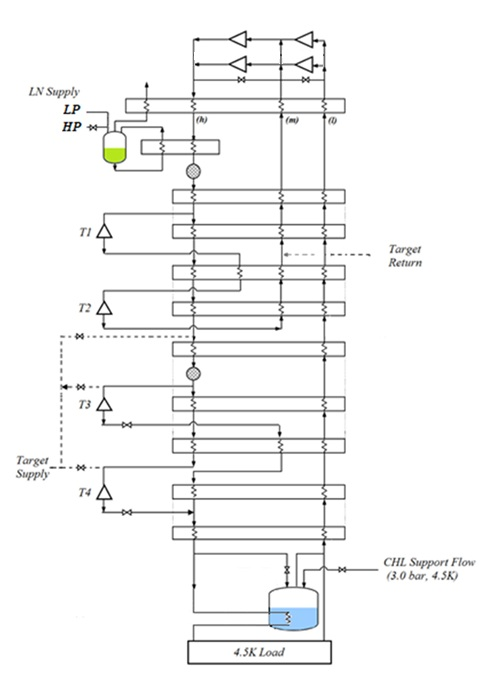 LN Supply
LP
HP
(h)
(m)
(l)
T1
Target
Return
T2
T3
Target
Supply
T4
CHL Support Flow
(3.0 bar, 4.5K)
4.5K Load